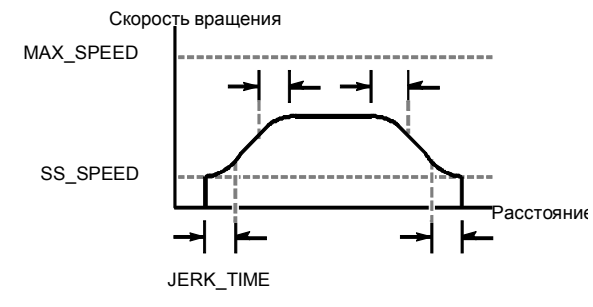 Скорость вращения
MAX_SPEED
SS_SPEED
Расстояние
JERK_TIME